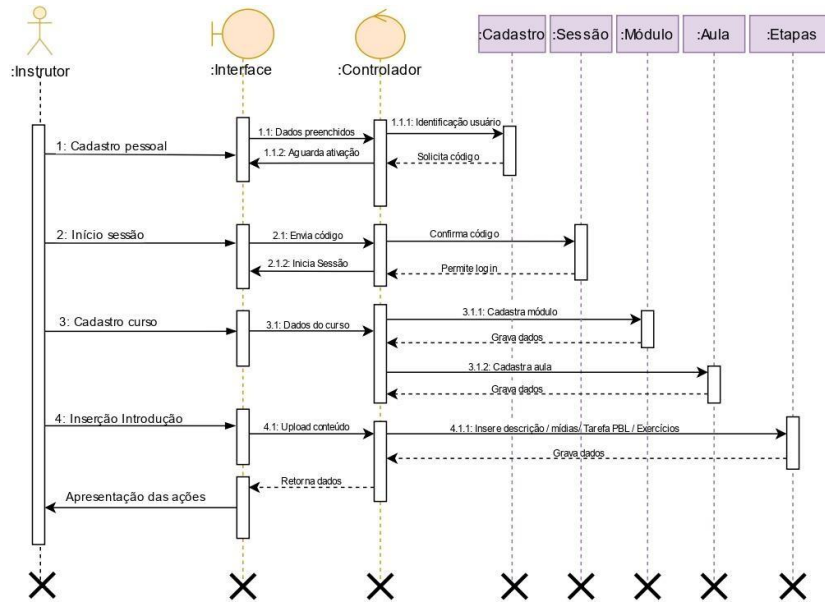 :Instrutor
:Interface
:Controlador
:Cadastro
:Sessão
:Módulo
:Aula
:Etapas
1: Cadastro pessoal
1.1: Dados preenchidos
1.1.1: Identificação usuário
1.1.2: Aguarda ativação
Solicita código
2: Início sessão
2.1: Envia código
Confirma código
2.1.2: Inicia Sessão
Permite login
3: Cadastro curso
3.1: Dados do curso
3.1.1: Cadastra módulo
Grava dados
3.1.2: Cadastra aula
Grava dados
4: Inserção Introdução
4.1: Upload conteúdo
4.1.1: Insere descrição / mídias/ Tarefa PBL / Exercícios
Grava dados
Retorna dados
Apresentação das ações